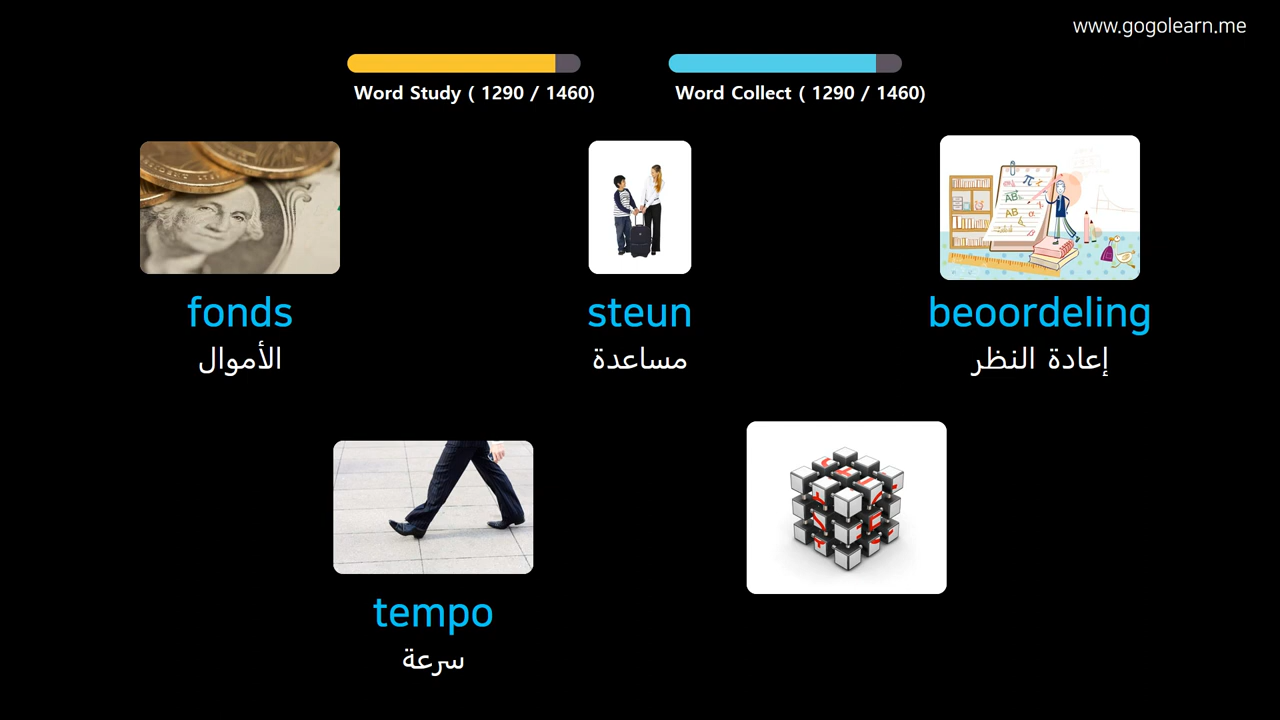 www.gogolearn.me
Word Study ( 1290 / 1460)
Word Collect ( 1290 / 1460)
fonds
الأموال
steun
مساعدة
beoordeling
إعادة النظر
tempo
سرعة